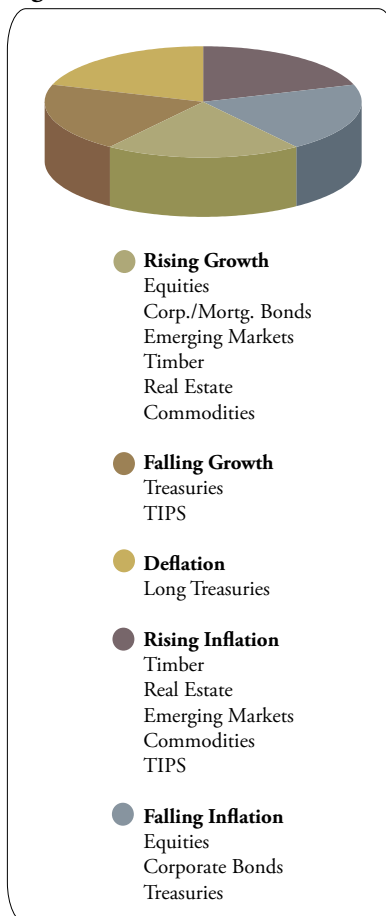 Rising Growth
Equities
Corp./Mortg. Bonds
Emerging Markets
Timber
Real Estate
Commodities
Falling Growth
Treasuries
TIPS
Deflation
Long Treasuries
Rising Inflation
Timber
Real Estate
Emerging Markets
Commodities
TIPS
Falling Inflation
Equities
Corporate Bonds
Treasuries